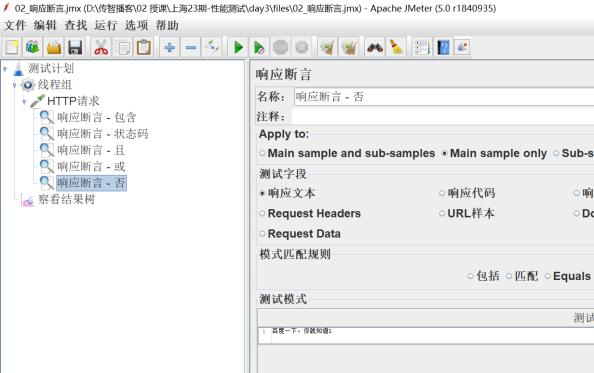 02_响应断言.jmx (D:\传智播客\02 授课\上海23期-性能测试\day3\files\02_响应断言.jmx) - Apache JMeter (5.0 r1840935)
文件 编辑 查找 运行 选项 帮助
测试计划
线程组
HTTP请求
响应断言 - 包含
响应断言 - 状态码
响应断言 - 且
响应断言 - 或
响应断言 - 否
察看结果树
响应断言
名称: 响应断言 - 否
注释:
Apply to:
Main sample and sub-samples Main sample only Sub-s
测试字段
响应文本 响应代码 响
Request Headers URL样本 Do
Request Data
模式匹配规则
包括 匹配 Equals
测试模式
测试
1 百度一下，你就知道1